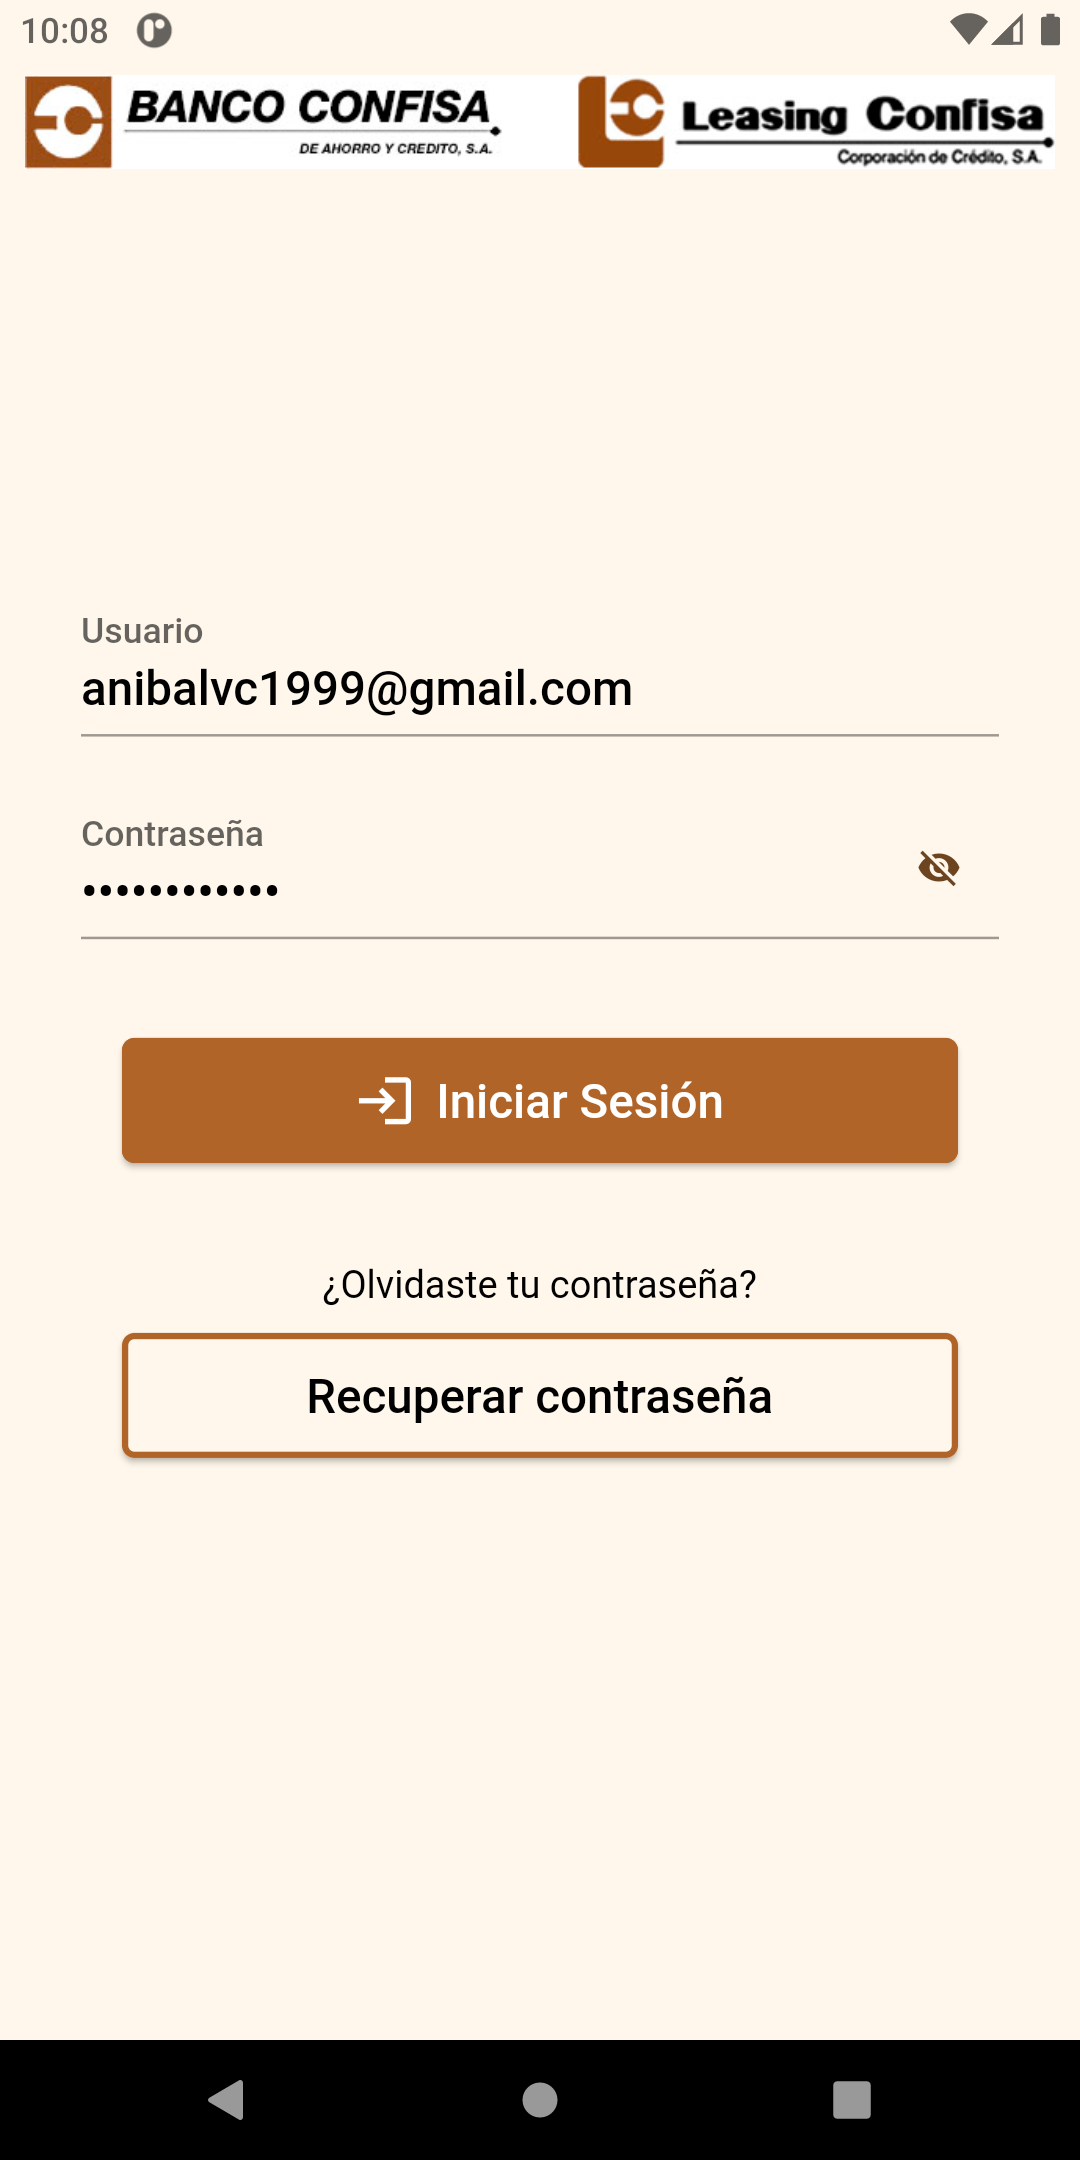 10:08
BANCO CONFISA
DE AHORRO Y CREDITO, S.A.
Leasing Confisa
Corporación de Crédito, S.A.
Usuario
anibalvc1999@gmail.com
Contraseña
••••••••••••
Iniciar Sesión
¿Olvidaste tu contraseña?
Recuperar contraseña